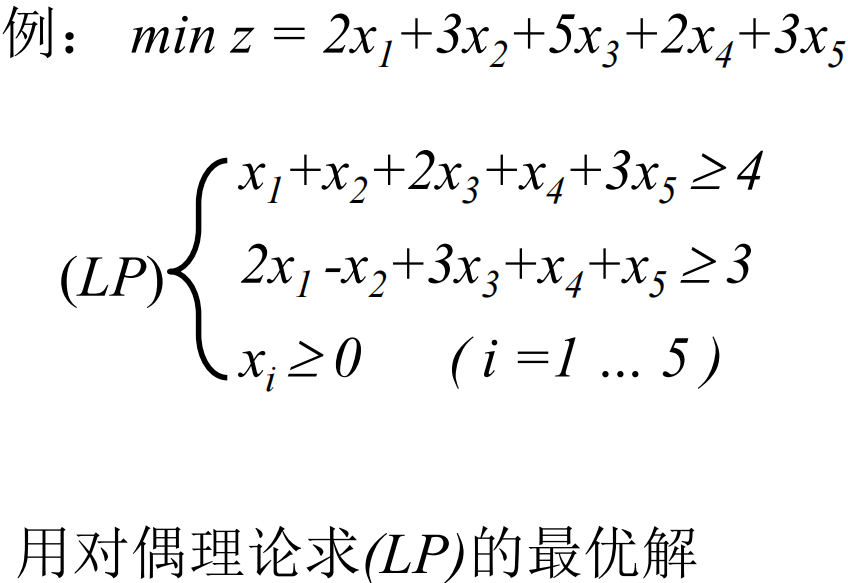 例： min z = 2x₁+3x₂+5x₃+2x₄+3x₅
x₁+x₂+2x₃+x₄+3x₅ ≥ 4
(LP) 2x₁ -x₂+3x₃+x₄+x₅ ≥ 3
xᵢ ≥ 0 ( i =1 ... 5 )
用对偶理论求(LP)的最优解